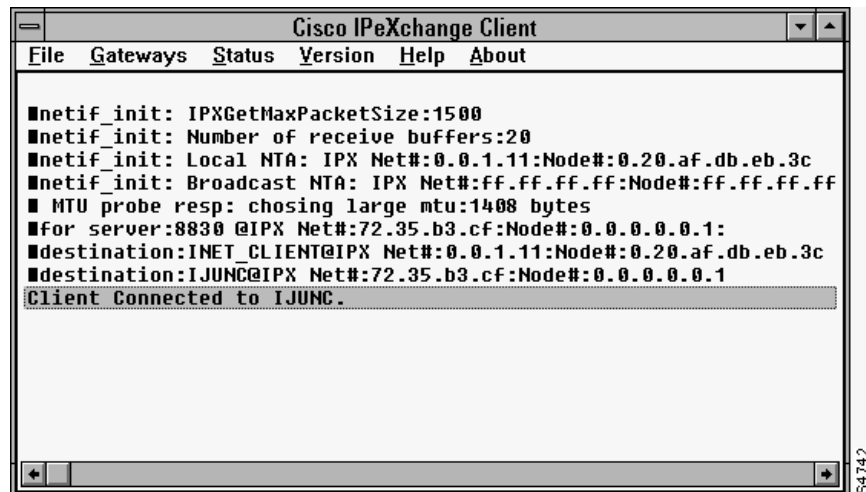 Cisco IPeXchange Client
File Gateways Status Version Help About
netif_init: IPXGetMaxPacketSize:1500
netif_init: Number of receive buffers:20
netif_init: Local NTA: IPX Net#:0.0.1.11:Node#:0.20.af.db.eb.3c
netif_init: Broadcast NTA: IPX Net#:ff.ff.ff.ff:Node#:ff.ff.ff.ff
MTU probe resp: chosing large mtu:1408 bytes
for server:8830 @IPX Net#:72.35.b3.cf:Node#:0.0.0.0.0.1:
destination:INET_CLIENT@IPX Net#:0.0.1.11:Node#:0.20.af.db.eb.3c
destination:IJUNC@IPX Net#:72.35.b3.cf:Node#:0.0.0.0.0.1
Client Connected to IJUNC.
S4742